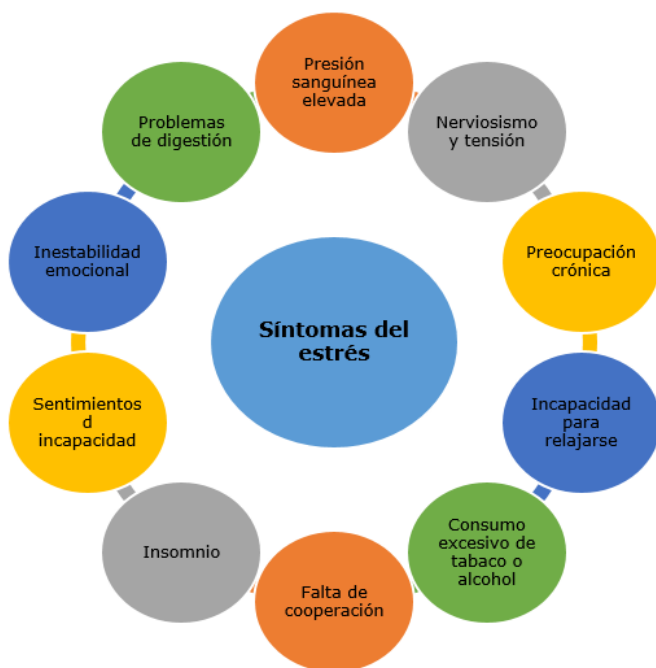 Presión
sanguínea
elevada
Nerviosismo
y tensión
Preocupación
crónica
Incapacidad
para
relajarse
Consumo
excesivo de
tabaco o
alcohol
Falta de
cooperación
Insomnio
Sentimientos
d
incapacidad
Inestabilidad
emocional
Problemas
de digestión
Síntomas del
estrés